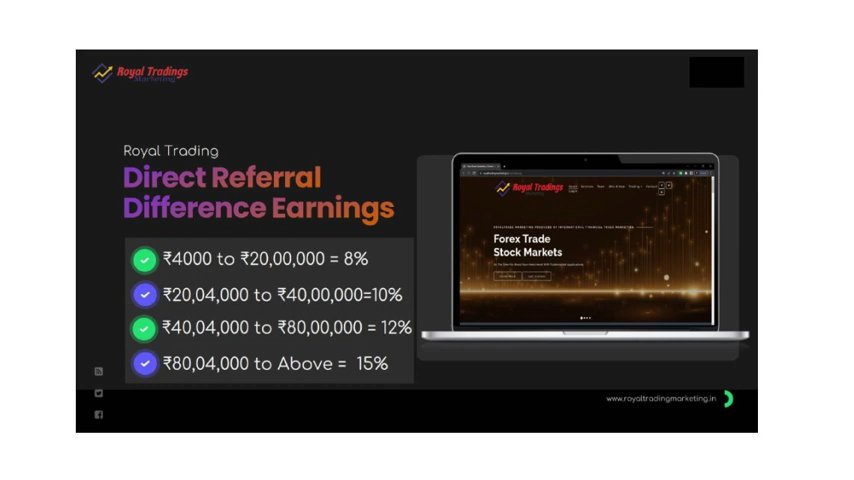 Royal Tradings
Marketing
Royal Trading
Direct Referral
Difference Earnings
₹4000 to ₹20,00,000 = 8%
₹20,04,000 to ₹40,00,000=10%
₹40,04,000 to ₹80,00,000 = 12%
₹80,04,000 to Above = 15%
Royal Tradings
Forex Trade
Stock Markets
www.royaltradingmarketing.in